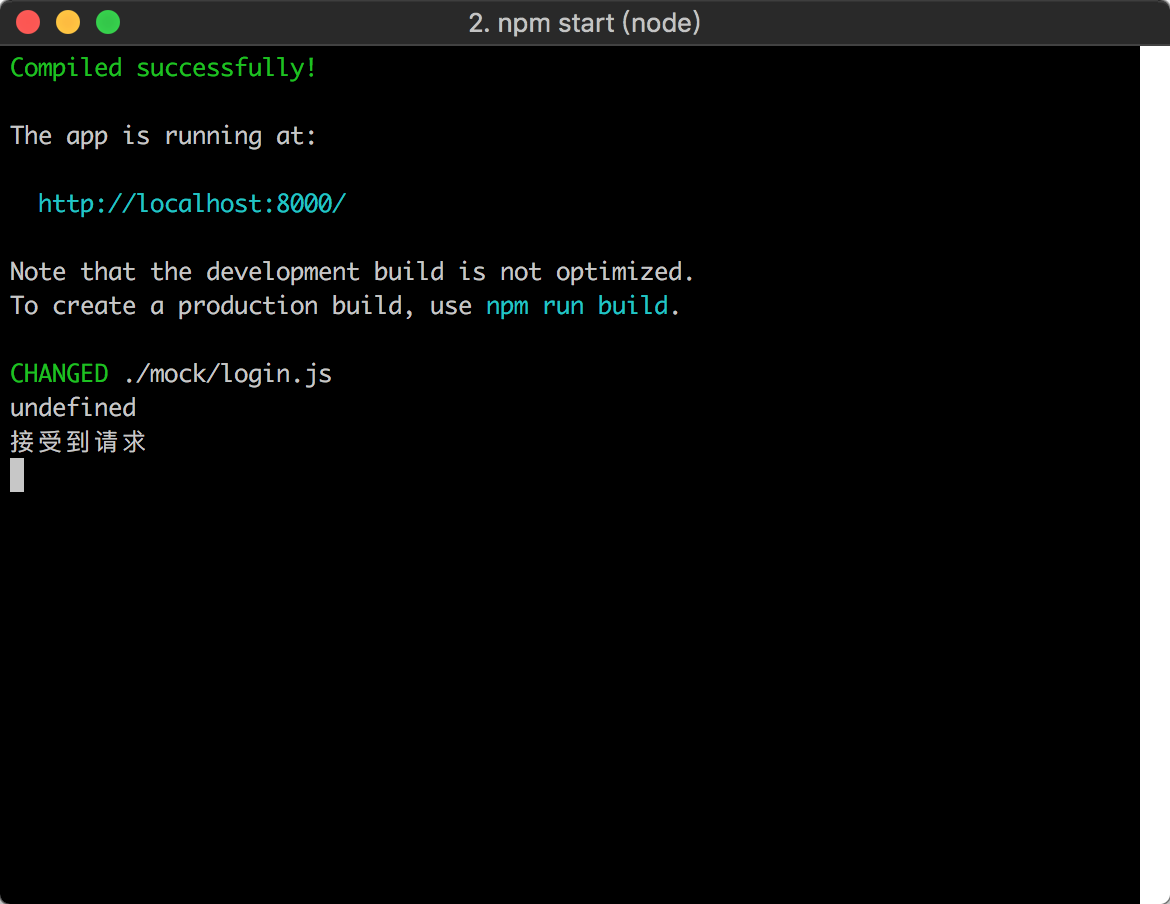 2. npm start (node)
Compiled successfully!
The app is running at:
http://localhost:8000/
Note that the development build is not optimized.
To create a production build, use npm run build.
CHANGED ./mock/login.js
undefined
接受到请求